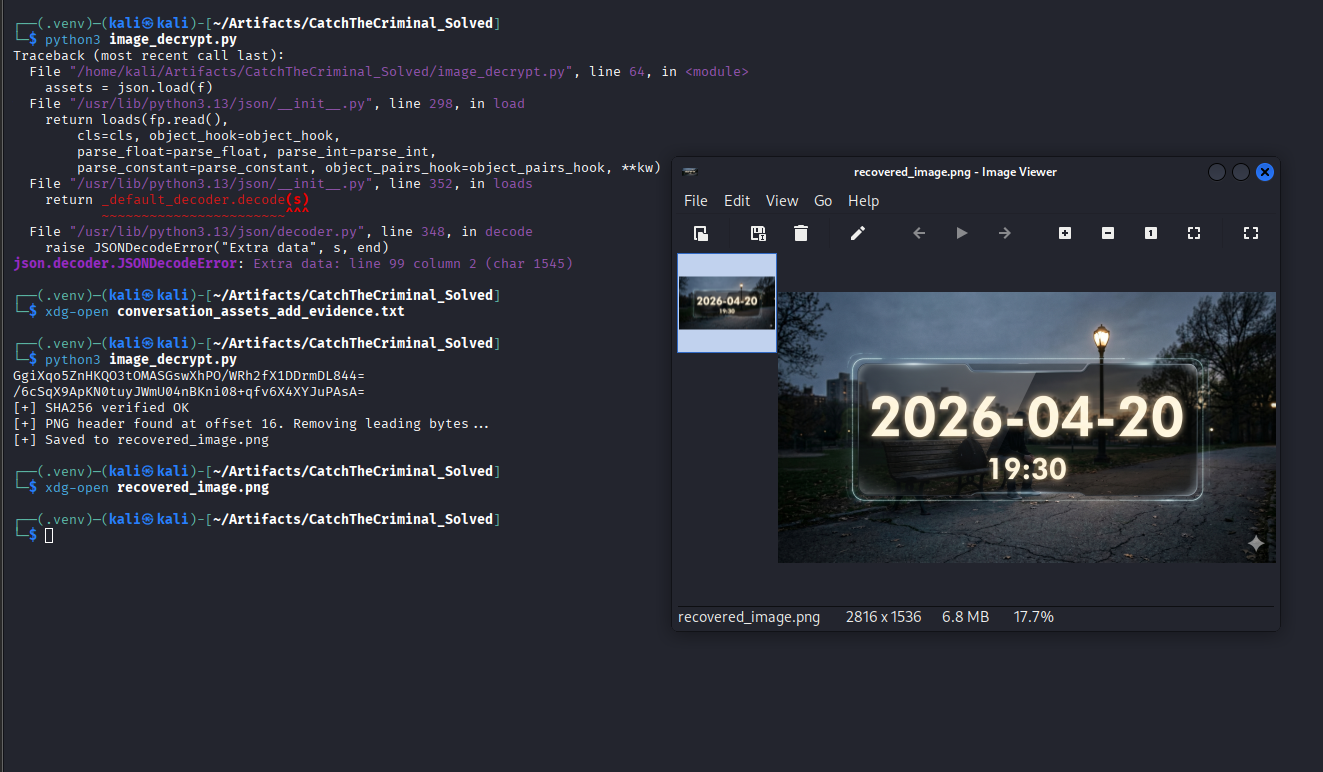 ┌──(.venv)─(kali㉿kali)-[~/Artifacts/CatchTheCriminal_Solved]
└─$ python3 image_decrypt.py
Traceback (most recent call last):
  File "/home/kali/Artifacts/CatchTheCriminal_Solved/image_decrypt.py", line 64, in <module>
    assets = json.load(f)
  File "/usr/lib/python3.13/json/__init__.py", line 298, in load
    return loads(fp.read(),
        cls=cls, object_hook=object_hook,
        parse_float=parse_float, parse_int=parse_int,
        parse_constant=parse_constant, object_pairs_hook=object_pairs_hook, **kw)
  File "/usr/lib/python3.13/json/__init__.py", line 352, in loads
    return _default_decoder.decode(s)
           ~~~~~~~~~~~~~~~~~~~~~~~^^^
  File "/usr/lib/python3.13/json/decoder.py", line 348, in decode
    raise JSONDecodeError("Extra data", s, end)
json.decoder.JSONDecodeError: Extra data: line 99 column 2 (char 1545)
┌──(.venv)─(kali㉿kali)-[~/Artifacts/CatchTheCriminal_Solved]
└─$ xdg-open conversation_assets_add_evidence.txt
┌──(.venv)─(kali㉿kali)-[~/Artifacts/CatchTheCriminal_Solved]
└─$ python3 image_decrypt.py
GgiXqo5ZnHKQO3tOMASGswXhPO/WRh2fX1DDrmDL844=
/6cSqX9ApKN0tuyJWmU04nBKni08+qfv6X4XYJuPAsA=
[+] SHA256 verified OK
[+] PNG header found at offset 16. Removing leading bytes...
[+] Saved to recovered_image.png
┌──(.venv)─(kali㉿kali)-[~/Artifacts/CatchTheCriminal_Solved]
└─$ xdg-open recovered_image.png
┌──(.venv)─(kali㉿kali)-[~/Artifacts/CatchTheCriminal_Solved]
└─$
recovered_image.png - Image Viewer
File Edit View Go Help
2026-04-20
19:30
2026-04-20
19:30
recovered_image.png 2816 x 1536 6.8 MB 17.7%